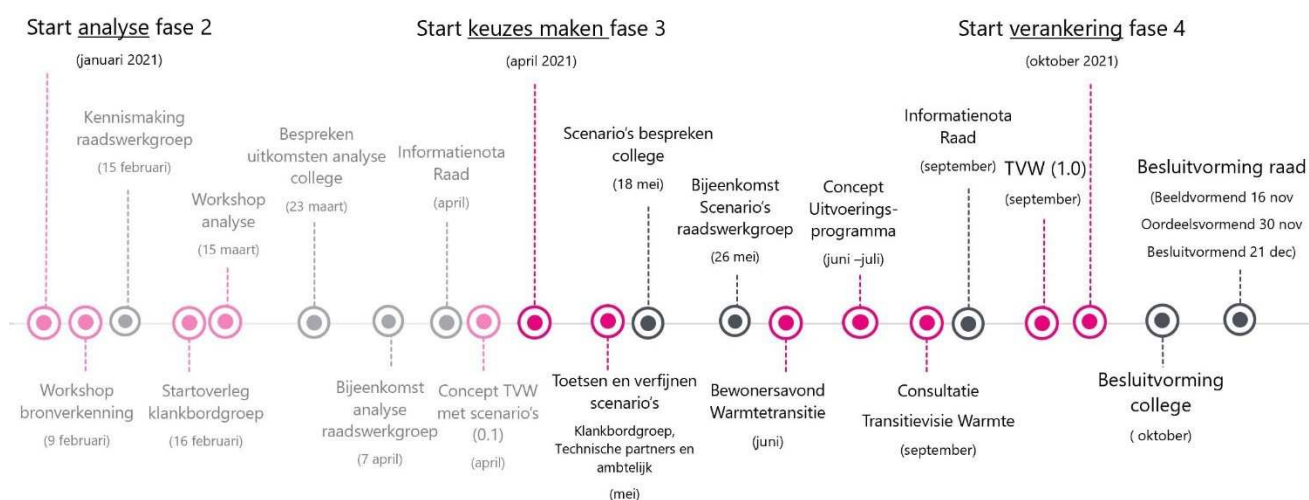 Start analyse fase 2
(januari 2021)
Start keuzes maken fase 3
(april 2021)
Start verankering fase 4
(oktober 2021)
Kennismaking
raadswerkgroep
(15 februari)
Workshop
analyse
(15 maart)
Bespreken
uitkomsten analyse
college
(23 maart)
Informatienota
Raad
(april)
Scenario's bespreken
college
(18 mei)
Bijeenkomst
Scenario's
raadswerkgroep
(26 mei)
Concept
Uitvoerings-
programma
(juni –juli)
Informatienota
Raad
(september)
TVW (1.0)
(september)
Besluitvorming raad
(Beeldvormend 16 nov
Oordeelsvormend 30 nov
Besluitvormend 21 dec)
Workshop
bronverkenning
(9 februari)
Startoverleg
klankbordgroep
(16 februari)
Bijeenkomst
analyse
raadswerkgroep
(7 april)
Concept TVW
met scenario's
(0.1)
(april)
Toetsen en verfijnen
scenario's
Klankbordgroep,
Technische partners en
ambtelijk
(mei)
Bewonersavond
Warmtetransitie
(juni)
Consultatie
Transitievisie Warmte
(september)
Besluitvorming
college
( oktober)